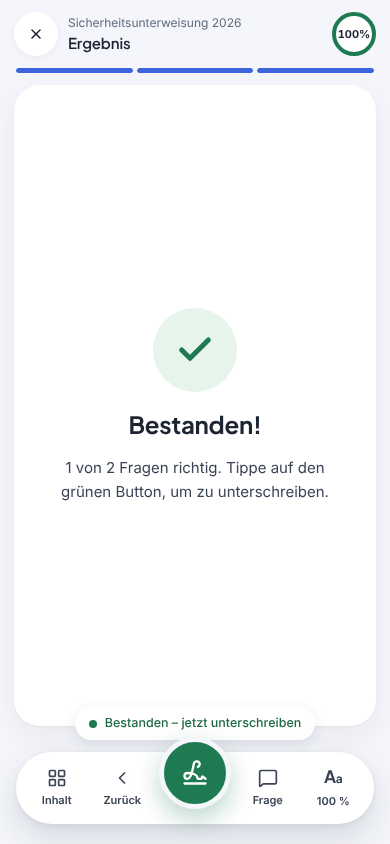 Sicherheitsunterweisung 2026
Ergebnis
100%
Bestanden!
1 von 2 Fragen richtig. Tippe auf den
grünen Button, um zu unterschreiben.
Bestanden – jetzt unterschreiben
Inhalt
Zurück
Frage
Aa
100 %